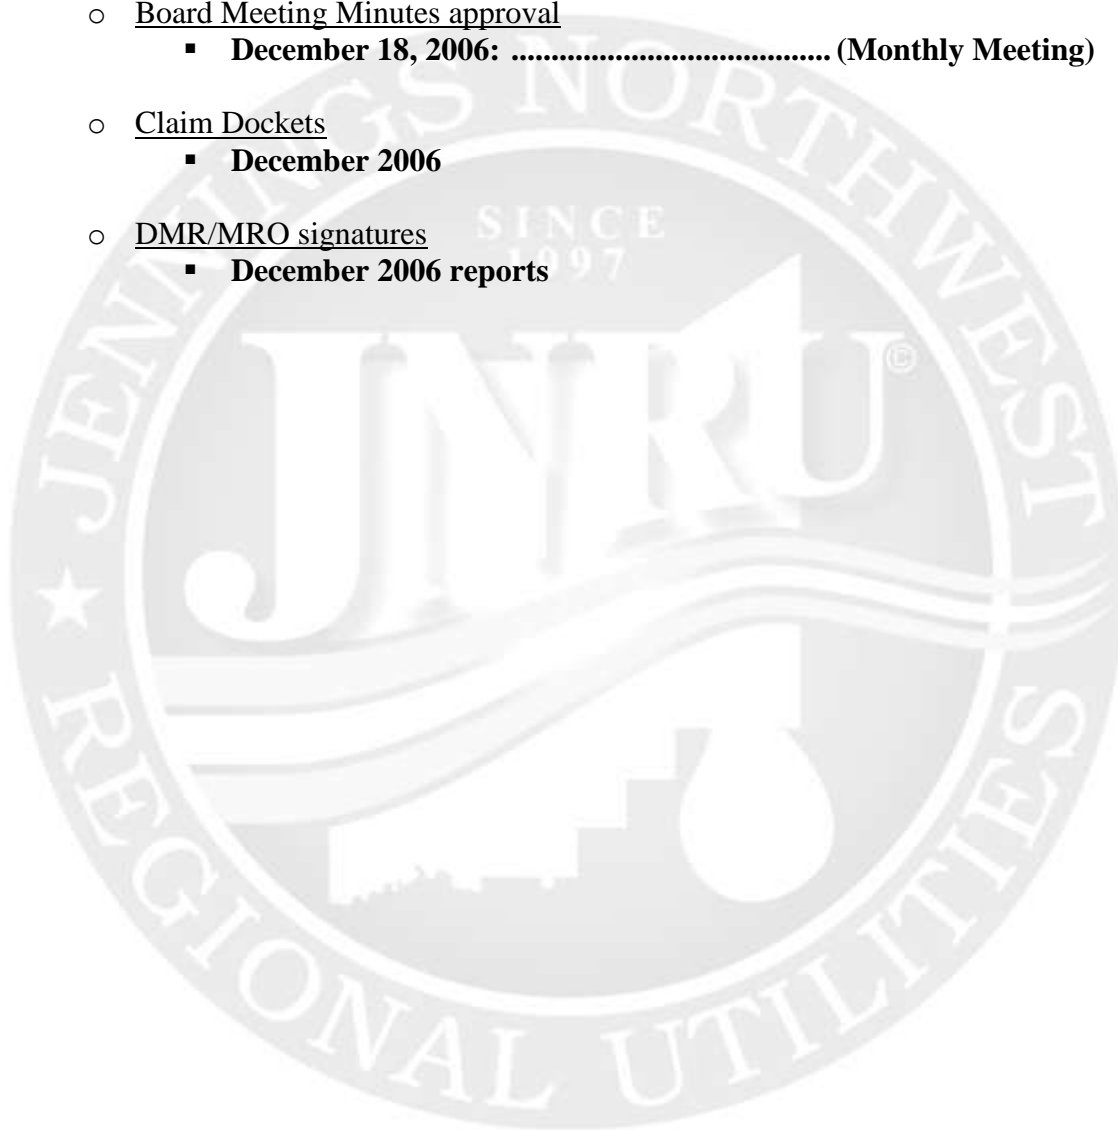 o Board Meeting Minutes approval
▪ December 18, 2006: ........................................ (Monthly Meeting)
o Claim Dockets
▪ December 2006
o DMR/MRO signatures
▪ December 2006 reports
JENNINGS NORTHWEST
SINCE
1997
JNRU©
★ REGIONAL UTILITIES